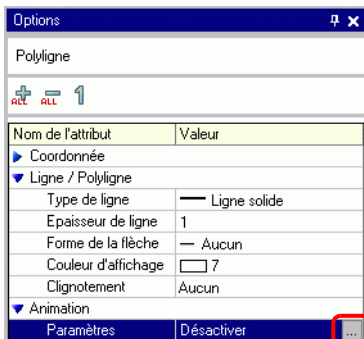 Options
Polyligne
ALL ALL 1
Nom de l'attribut Valeur
Coordonnée
Ligne / Polyligne
Type de ligne Ligne solide
Epaisseur de ligne 1
Forme de la flèche Aucun
Couleur d'affichage 7
Clignotement Aucun
Animation
Paramètres Désactiver ...